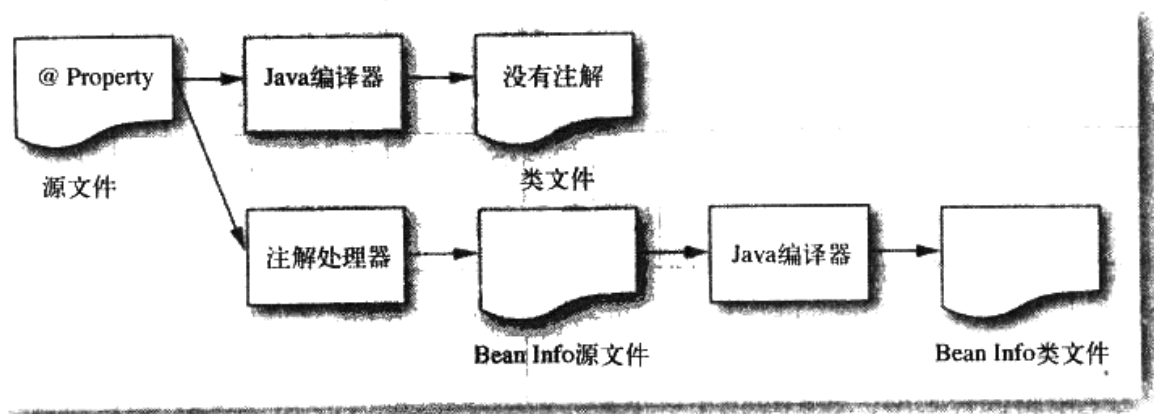 @ Property
Java编译器
没有注解
源文件
类文件
注解处理器
Java编译器
Bean Info源文件
Bean Info类文件